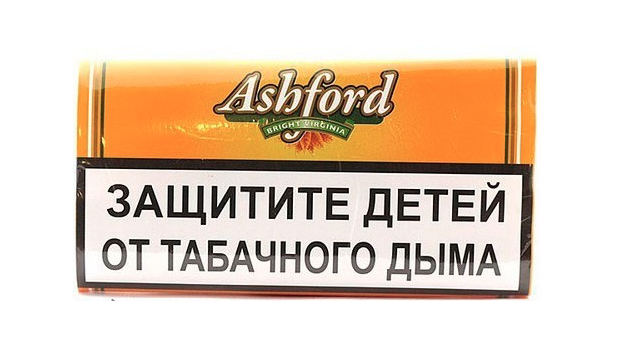 Ashford
BRIGHT VIRGINIA
ЗАЩИТИТЕ ДЕТЕЙ
ОТ ТАБАЧНОГО ДЫМА